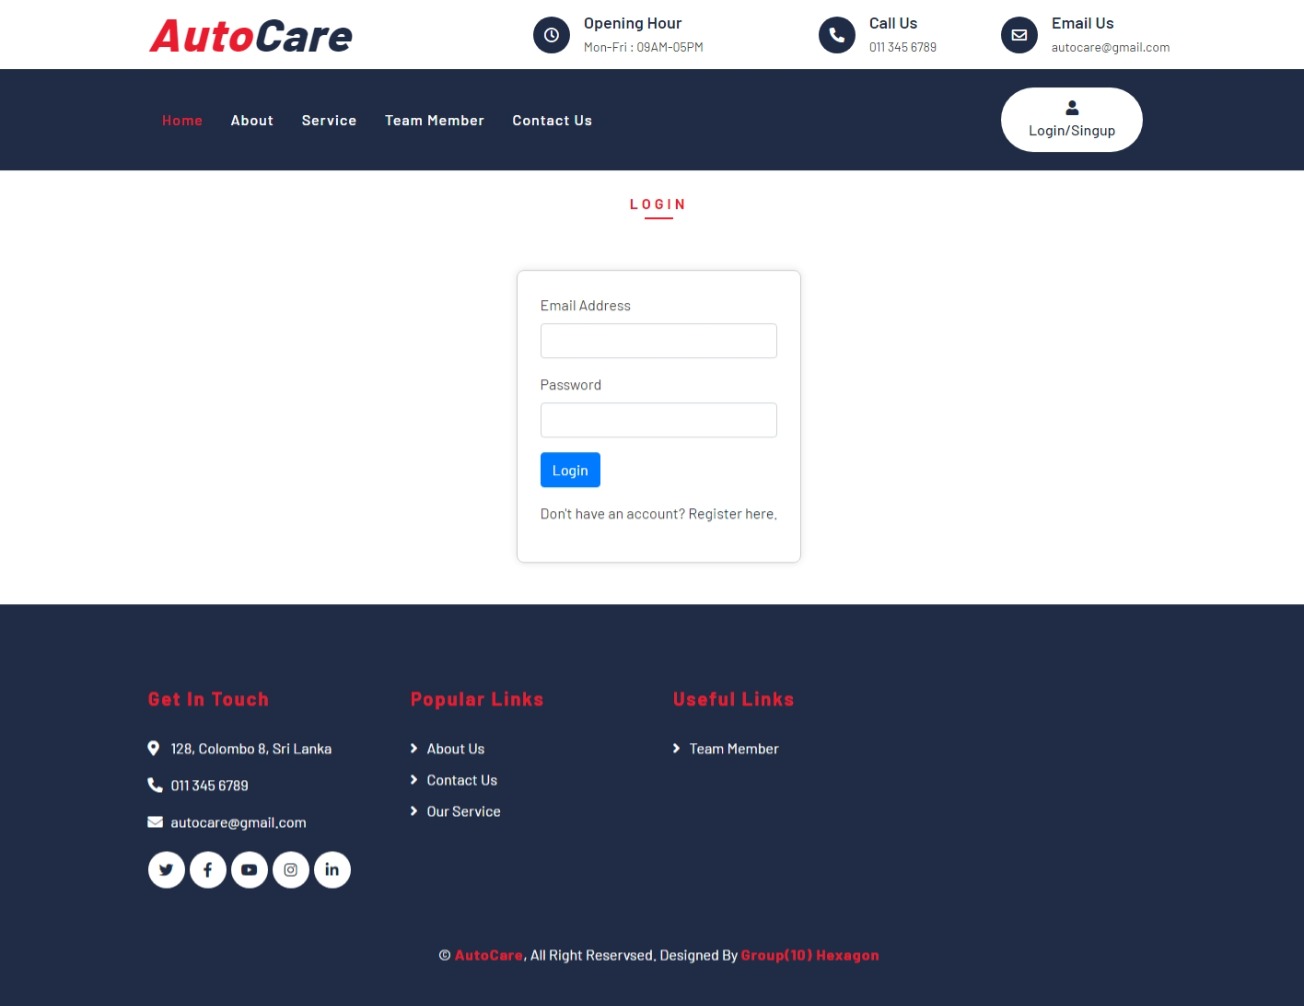 AutoCare
Opening Hour
Mon-Fri : 09AM-05PM
Call Us
011 345 6789
Email Us
autocare@gmail.com
Home About Service Team Member Contact Us
Login/Singup
LOGIN
Email Address
Password
Login
Don't have an account? Register here.
Get In Touch
128, Colombo 8, Sri Lanka
011 345 6789
autocare@gmail.com
Popular Links
About Us
Contact Us
Our Service
Useful Links
Team Member
© AutoCare, All Right Reservsed. Designed By Group(10) Hexagon